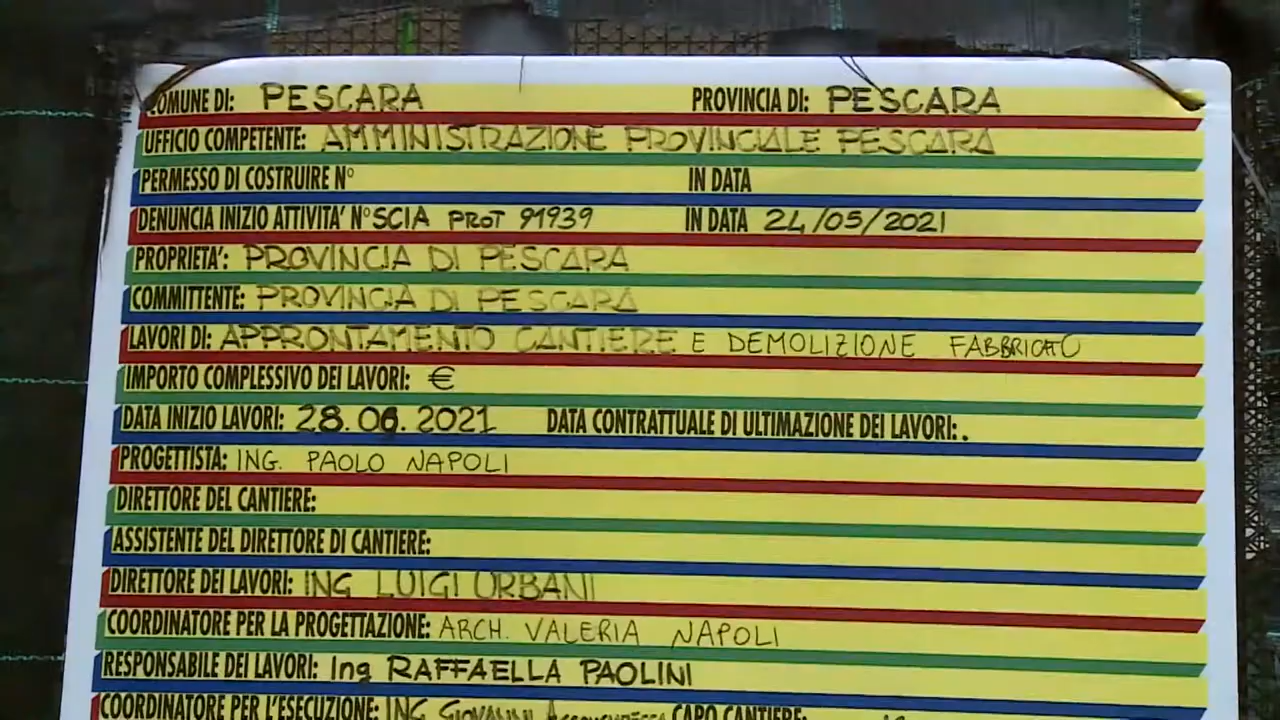 COMUNE DI: PESCARA PROVINCIA DI: PESCARA
UFFICIO COMPETENTE: AMMINISTRAZIONE PROVINCIALE PESCARA
PERMESSO DI COSTRUIRE N° IN DATA
DENUNCIA INIZIO ATTIVITA' N° SCIA PROT 91939 IN DATA 24/05/2021
PROPRIETA': PROVINCIA DI PESCARA
COMMITTENTE: PROVINCIA DI PESCARA
LAVORI DI: APPRONTAMENTO CANTIERE E DEMOLIZIONE FABBRICATO
IMPORTO COMPLESSIVO DEI LAVORI: €
DATA INIZIO LAVORI: 28.06.2021 DATA CONTRATTUALE DI ULTIMAZIONE DEI LAVORI: .
PROGETTISTA: ING. PAOLO NAPOLI
DIRETTORE DEL CANTIERE:
ASSISTENTE DEL DIRETTORE DI CANTIERE:
DIRETTORE DEI LAVORI: ING LUIGI URBANI
COORDINATORE PER LA PROGETTAZIONE: ARCH. VALERIA NAPOLI
RESPONSABILE DEI LAVORI: Ing RAFFAELLA PAOLINI
COORDINATORE PER L'ESECUZIONE: ING GIOVANNI CAPO CANTIERE: